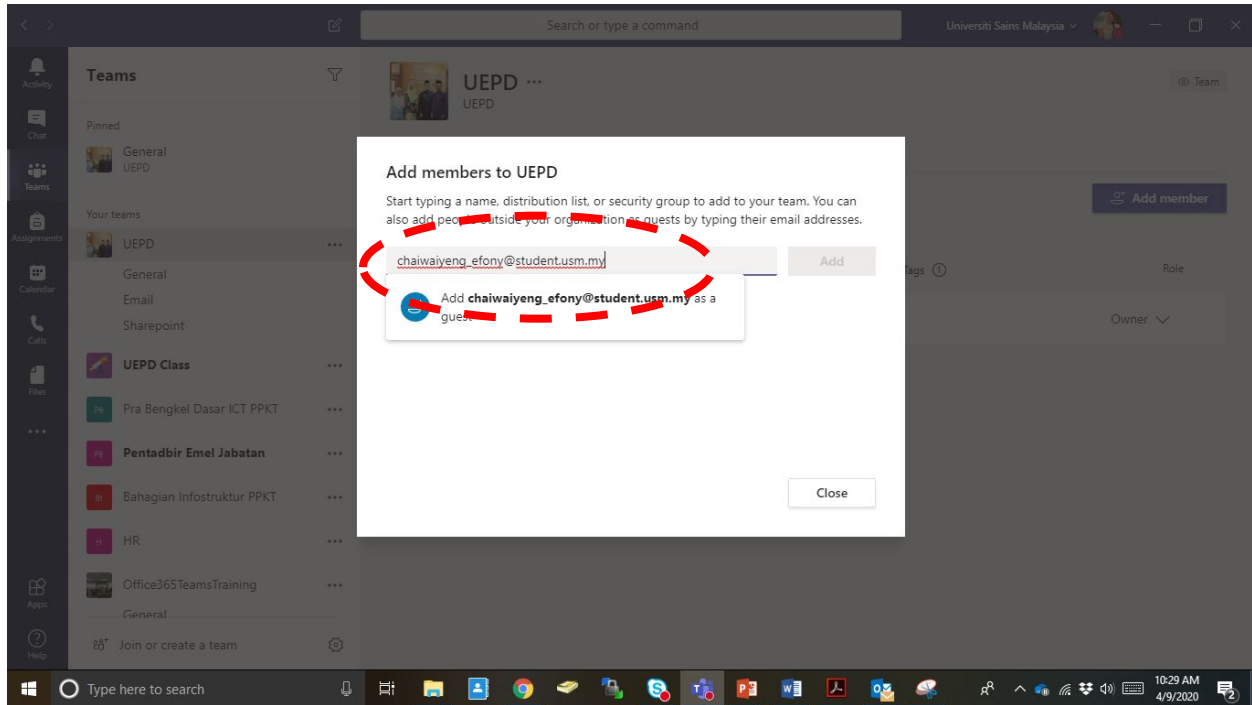 Search or type a command
Universiti Sains Malaysia
Activity
Chat
Teams
Assignments
Calendar
Calls
Files
Apps
Help
Teams
Pinned
General
UEPD
Your teams
UEPD
General
Email
Sharepoint
UEPD Class
PB
Pra Bengkel Dasar ICT PPKT
PE
Pentadbir Emel Jabatan
BI
Bahagian Infostruktur PPKT
H
HR
Office365TeamsTraining
General
Join or create a team
UEPD ...
UEPD
Team
Add member
Tags
Role
Owner
Add members to UEPD
Start typing a name, distribution list, or security group to add to your team. You can
also add people outside your organization as guests by typing their email addresses.
chaiwaiyeng_efony@student.usm.my
Add
Add chaiwaiyeng_efony@student.usm.my as a
guest
Close
Type here to search
10:29 AM
4/9/2020
2